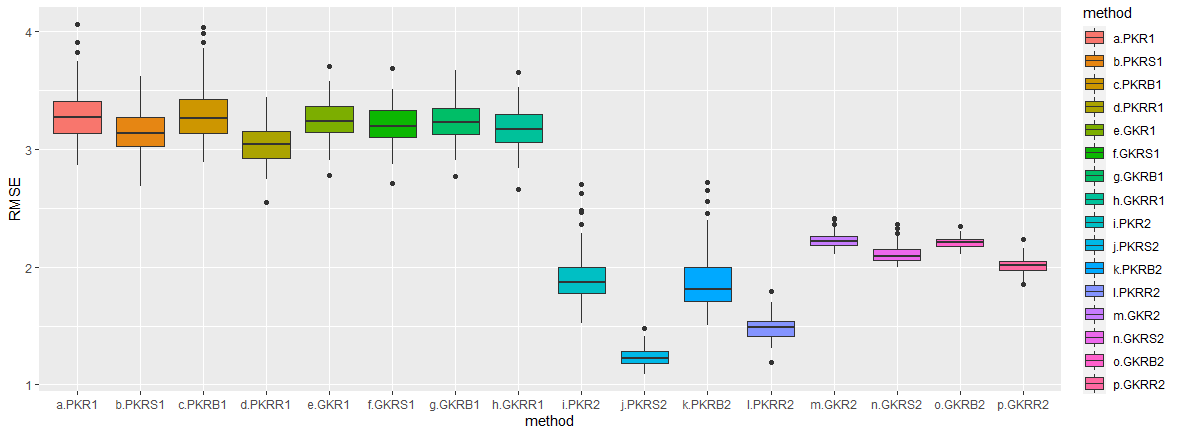 method
a.PKR1
b.PKRS1
c.PKRB1
d.PKRR1
e.GKR1
f.GKRS1
g.GKRB1
h.GKRR1
i.PKR2
j.PKRS2
k.PKRB2
l.PKRR2
m.GKR2
n.GKRS2
o.GKRB2
p.GKRR2
RMSE
4
3
2
1
a.PKR1 b.PKRS1 c.PKRB1 d.PKRR1 e.GKR1 f.GKRS1 g.GKRB1 h.GKRR1 i.PKR2 j.PKRS2 k.PKRB2 l.PKRR2 m.GKR2 n.GKRS2 o.GKRB2 p.GKRR2
method